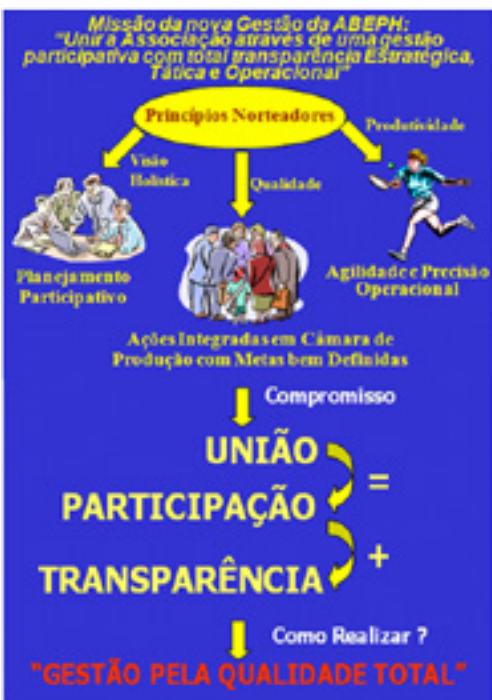 Missão da nova Gestão da ABEPH:
"Unir a Associação através de uma gestão
participativa com total transparência Estratégica,
Tática e Operacional"
Princípios Norteadores
Produtividade
Visão
Holística
Qualidade
Planejamento
Participativo
Agilidade e Precisão
Operacional
Ações Integradas em Câmara de
Produção com Metas bem Definidas
Compromisso
UNIÃO
=
PARTICIPAÇÃO
+
TRANSPARÊNCIA
Como Realizar ?
"GESTÃO PELA QUALIDADE TOTAL"